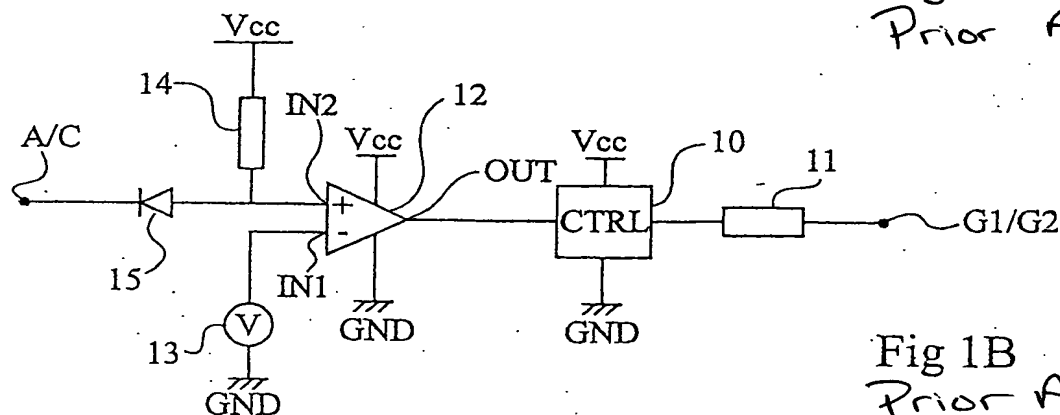 Prior
Vcc
14
IN2
12
A/C
Vcc
OUT
Vcc
10
11
+
CTRL
G1/G2
-
15
IN1
13
V
GND
GND
GND
Fig 1B
Prior